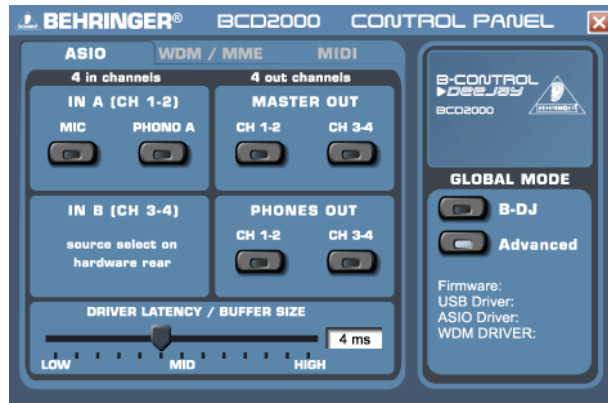 BEHRINGER® BCD2000 CONTROL PANEL
ASIO WDM / MME MIDI
4 in channels 4 out channels
IN A (CH 1-2) MASTER OUT
MIC PHONO A CH 1-2 CH 3-4
IN B (CH 3-4) PHONES OUT
source select on
hardware rear
CH 1-2 CH 3-4
DRIVER LATENCY / BUFFER SIZE
4 ms
LOW MID HIGH
B-CONTROL
DEEJAY
BCD2000
BEHRINGER
GLOBAL MODE
B-DJ
Advanced
Firmware:
USB Driver:
ASIO Driver:
WDM DRIVER: